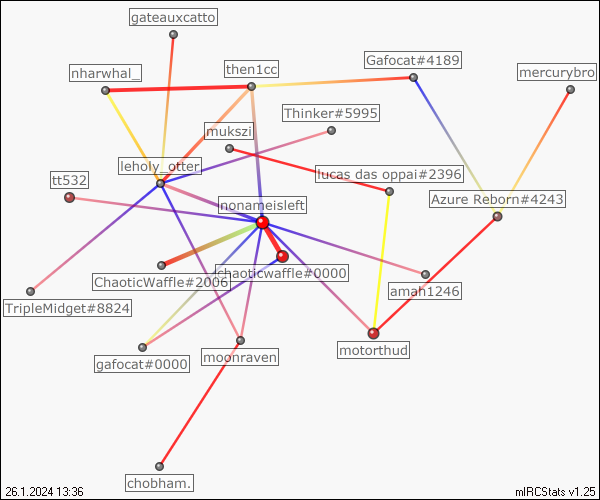 gateauxcatto
Gafocat#4189
then1cc
nharwhal_
mercurybro
Thinker#5995
mukszi
leholy_otter
lucas das oppai#2396
tt532
Azure Reborn#4243
nonameisleft
chaoticwaffle#0000
ChaoticWaffle#2006
amah1246
TripleMidget#8824
motorthud
moonraven
gafocat#0000
chobham.
26.1.2024 13:36
mIRCStats v1.25